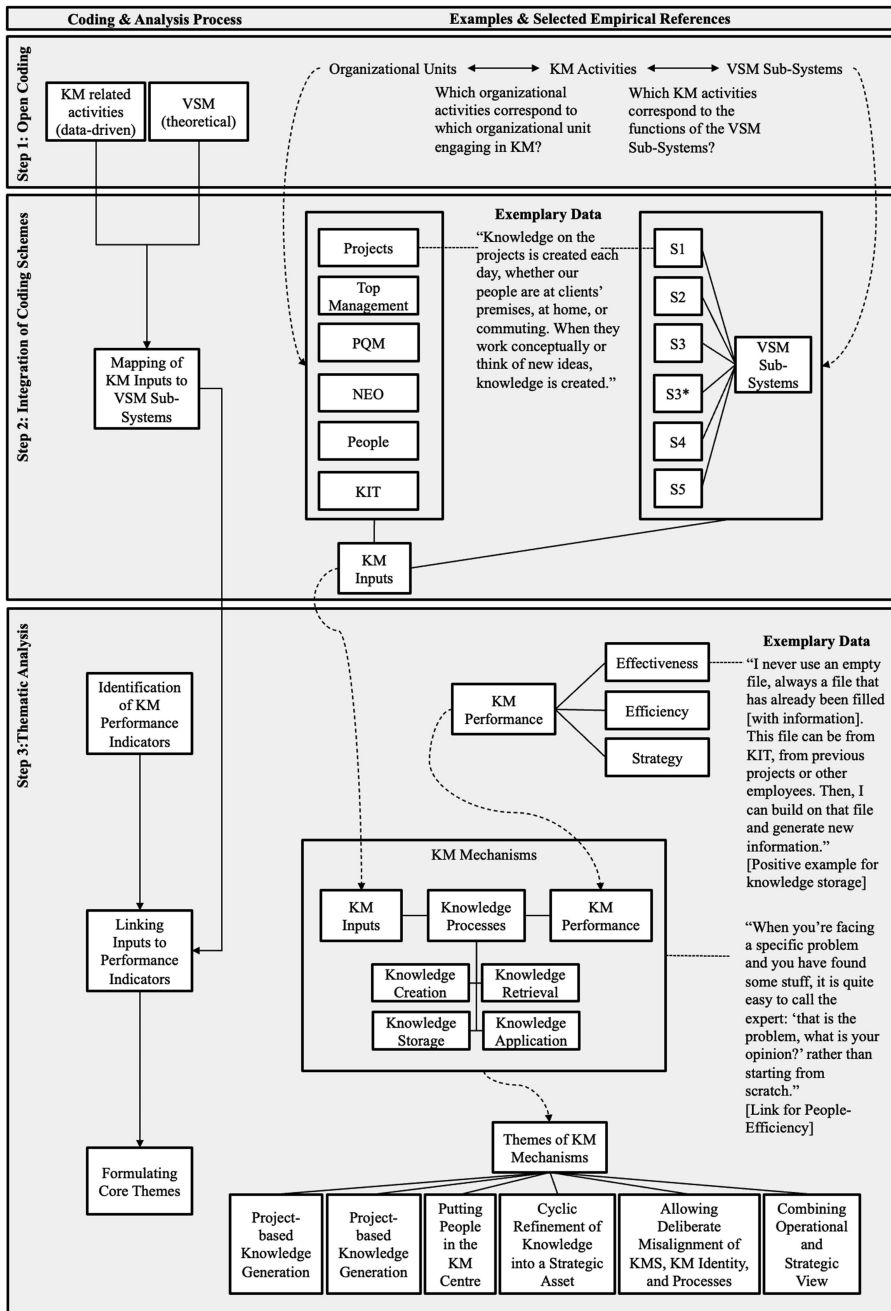 Coding & Analysis Process
Examples & Selected Empirical References
Step 1: Open Coding
KM related
activities
(data-driven)
VSM
(theoretical)
Organizational Units
KM Activities
VSM Sub-Systems
Which organizational
activities correspond to
which organizational unit
engaging in KM?
Which KM activities
correspond to the
functions of the VSM
Sub-Systems?
Step 2: Integration of Coding Schemes
Mapping of
KM Inputs to
VSM Sub-
Systems
Projects
Top
Management
PQM
NEO
People
KIT
Exemplary Data
“Knowledge on the
projects is created each
day, whether our
people are at clients’
premises, at home, or
commuting. When they
work conceptually or
think of new ideas,
knowledge is created.”
S1
S2
S3
S3*
S4
S5
VSM
Sub-
Systems
KM
Inputs
Step 3:Thematic Analysis
Identification
of KM
Performance
Indicators
Linking
Inputs to
Performance
Indicators
Formulating
Core Themes
KM
Performance
Effectiveness
Efficiency
Strategy
Exemplary Data
“I never use an empty
file, always a file that
has already been filled
[with information].
This file can be from
KIT, from previous
projects or other
employees. Then, I
can build on that file
and generate new
information.”
[Positive example for
knowledge storage]
KM Mechanisms
KM
Inputs
Knowledge
Processes
KM
Performance
Knowledge
Creation
Knowledge
Retrieval
Knowledge
Storage
Knowledge
Application
“When you’re facing
a specific problem
and you have found
some stuff, it is quite
easy to call the
expert: ‘that is the
problem, what is your
opinion?’ rather than
starting from
scratch.”
[Link for People-
Efficiency]
Themes of KM
Mechanisms
Project-
based
Knowledge
Generation
Project-
based
Knowledge
Generation
Putting
People
in the
KM
Centre
Cyclic
Refinement of
Knowledge
into a Strategic
Asset
Allowing
Deliberate
Misalignment of
KMS, KM Identity,
and Processes
Combining
Operational
and
Strategic
View